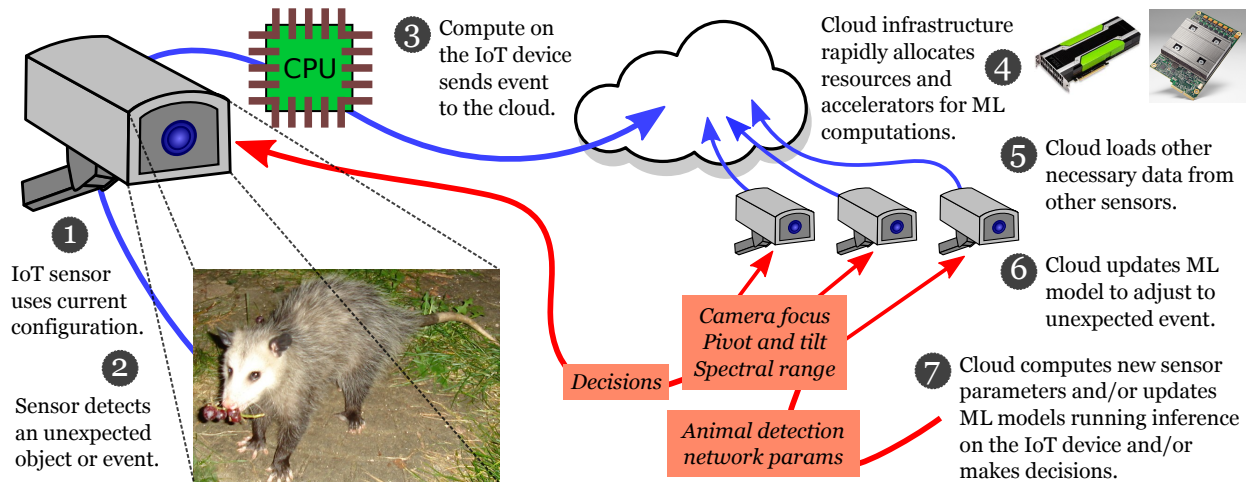 1
IoT sensor
uses current
configuration.
2
Sensor detects
an unexpected
object or event.
CPU
3
Compute on
the IoT device
sends event
to the cloud.
Cloud infrastructure
rapidly allocates
resources and
accelerators for ML
computations.
4
5
Cloud loads other
necessary data from
other sensors.
6
Cloud updates ML
model to adjust to
unexpected event.
7
Cloud computes new sensor
parameters and/or updates
ML models running inference
on the IoT device and/or
makes decisions.
Decisions
Camera focus
Pivot and tilt
Spectral range
Animal detection
network params